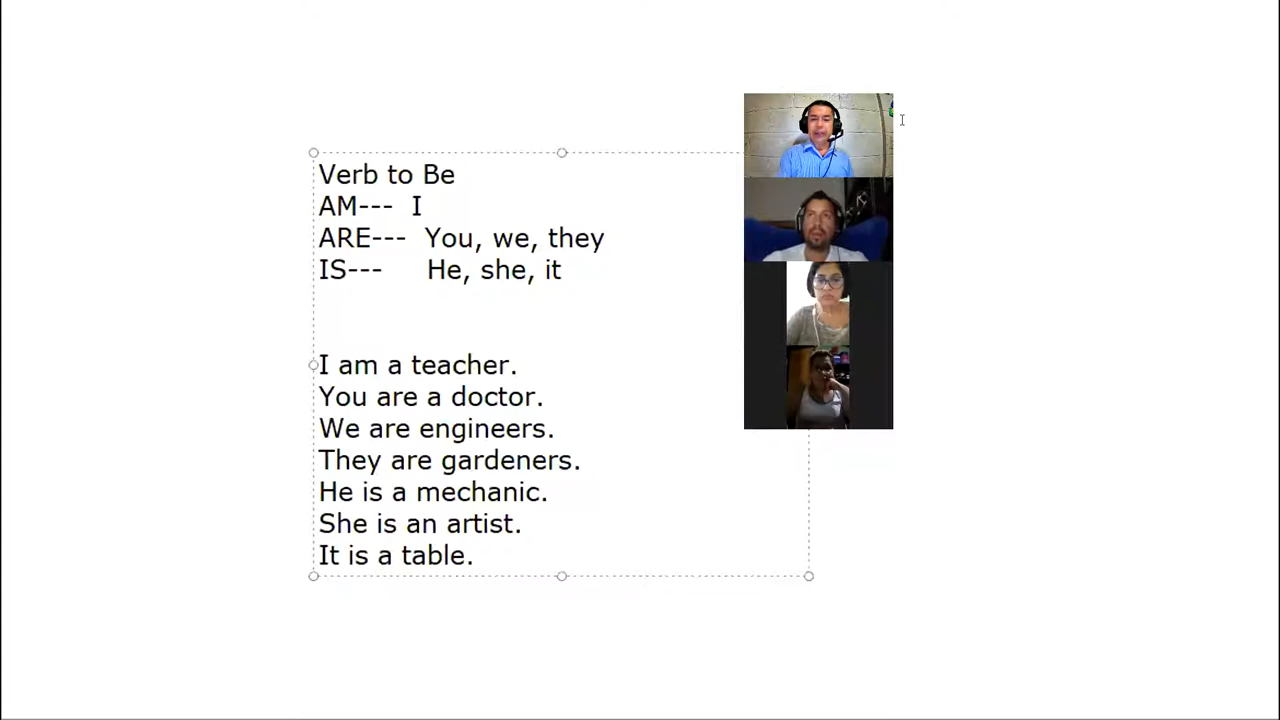 Verb to Be
AM--- I
ARE--- You, we, they
IS--- He, she, it
I am a teacher.
You are a doctor.
We are engineers.
They are gardeners.
He is a mechanic.
She is an artist.
It is a table.